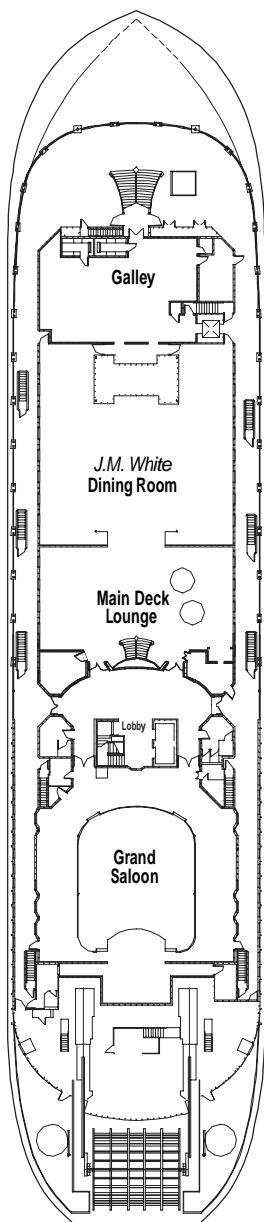 Galley
J.M. White
Dining Room
Main Deck
Lounge
Lobby
Grand
Saloon